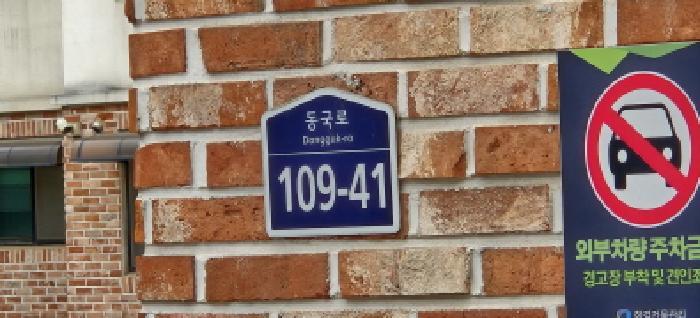 동국로
Dongguk-ro
109-41
외부차량 주차금
경고장 부착 및 견인조